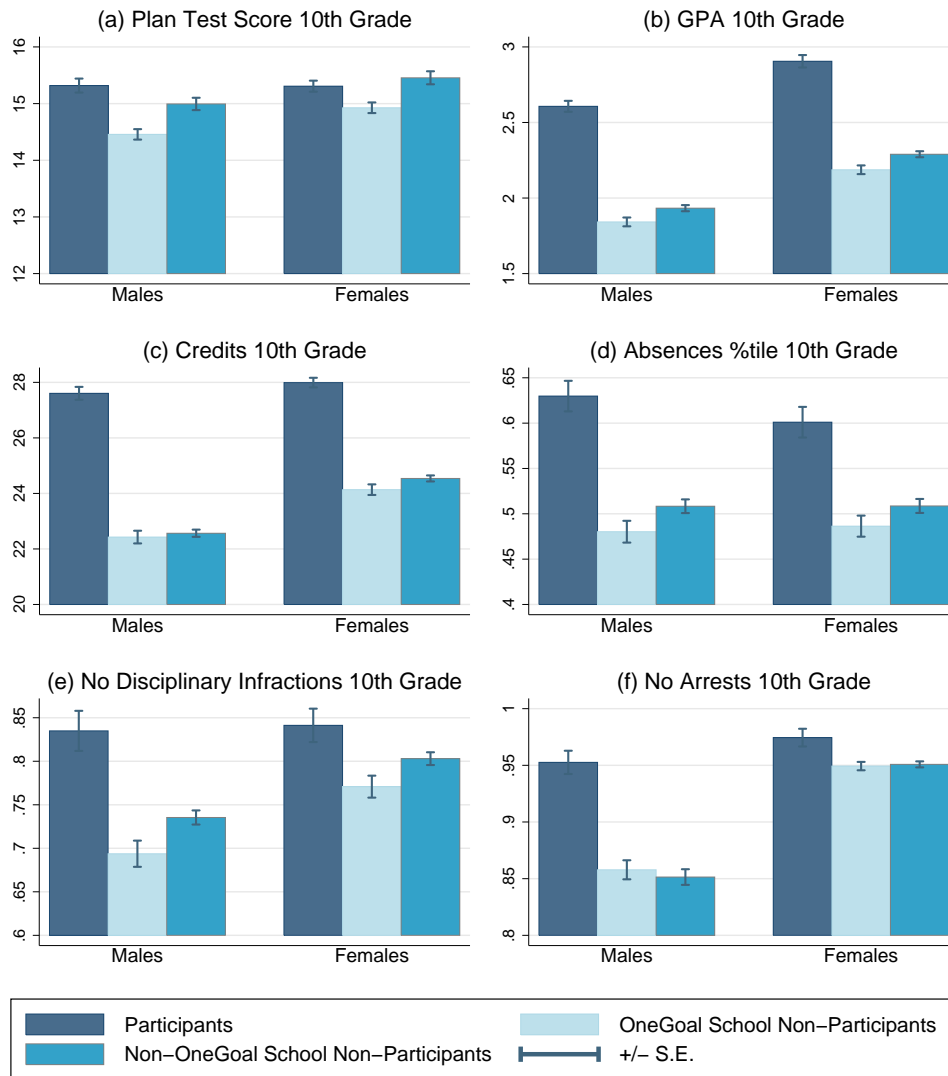 (a) Plan Test Score 10th Grade
16
15
14
13
12
Males Females
(b) GPA 10th Grade
3
2.5
2
1.5
Males Females
(c) Credits 10th Grade
28
26
24
22
20
Males Females
(d) Absences %tile 10th Grade
.65
.6
.55
.5
.45
.4
Males Females
(e) No Disciplinary Infractions 10th Grade
.85
.8
.75
.7
.65
.6
Males Females
(f) No Arrests 10th Grade
1
.95
.9
.85
.8
Males Females
Participants
OneGoal School Non−Participants
Non−OneGoal School Non−Participants
+/− S.E.